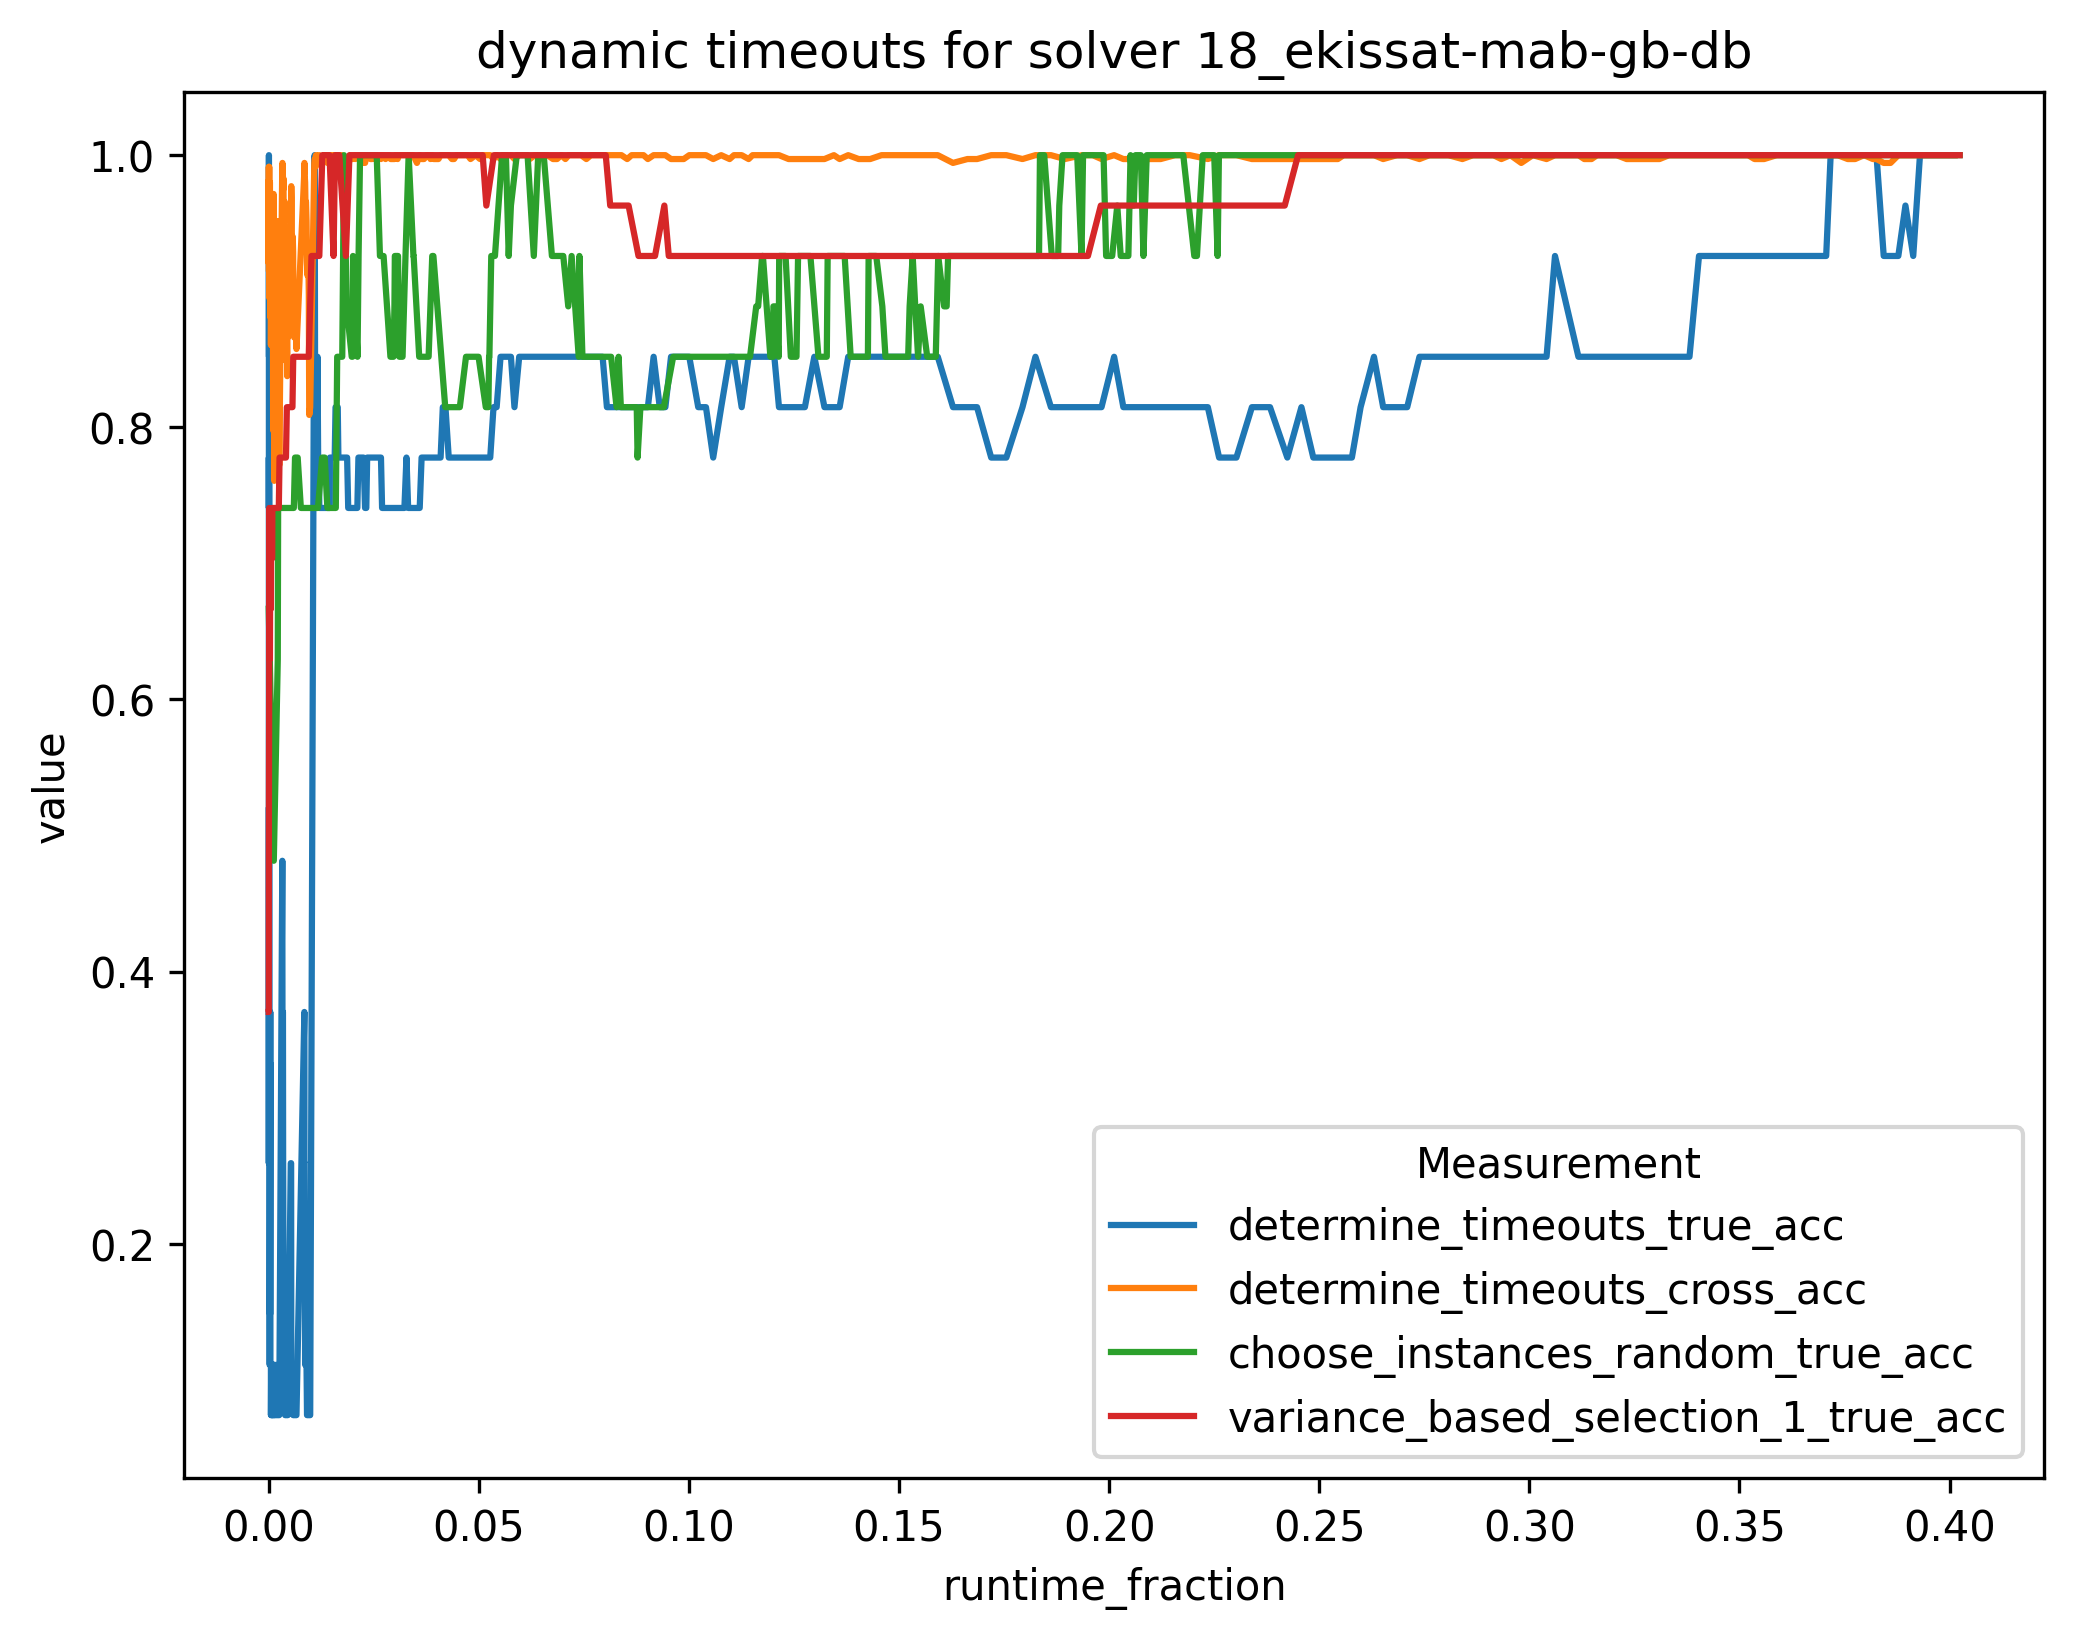 dynamic timeouts for solver 18_ekissat-mab-gb-db
value
1.0
0.8
0.6
0.4
0.2
0.00 0.05 0.10 0.15 0.20 0.25 0.30 0.35 0.40
runtime_fraction
Measurement
determine_timeouts_true_acc
determine_timeouts_cross_acc
choose_instances_random_true_acc
variance_based_selection_1_true_acc